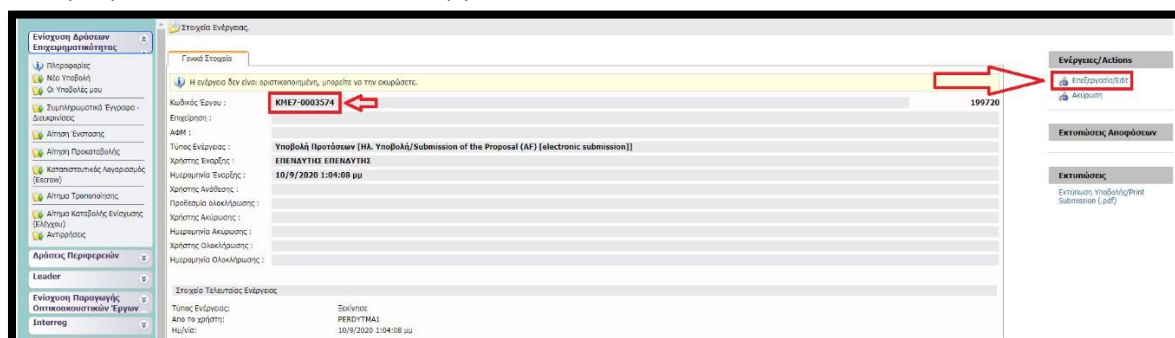 Ενίσχυση Δράσεων
Επιχειρηματικότητας
Πληροφορίες
Νέα Υποβολή
Οι Υποβολές μου
Συμπληρωματικά Έγγραφα -
Διευκρινίσεις
Αίτηση Ένστασης
Αίτηση Προκαταβολής
Καταπιστευτικός Λογαριασμός
(Escrow)
Αίτημα Τροποποίησης
Αίτημα Καταβολής Ενίσχυσης
(Ελέγχου)
Αντιρρήσεις
Δράσεις Περιφερειών
Leader
Ενίσχυση Παραγωγής
Οπτικοακουστικών Έργων
Interreg
Στοιχεία Ενέργειας.
Γενικά Στοιχεία
Η ενέργεια δεν είναι οριστικοποιημένη, μπορείτε να την ακυρώσετε.
Κωδικός Έργου : ΚΜΕ7-0003574 199720
Επιχείρηση :
ΑΦΜ :
Τύπος Ενέργειας : Υποβολή Προτάσεων [Ηλ. Υποβολή/Submission of the Proposal (AF) [electronic submission]]
Χρήστης Έναρξης : ΕΠΕΝΔΥΤΗΣ ΕΠΕΝΔΥΤΗΣ
Ημερομηνία Έναρξης : 10/9/2020 1:04:08 μμ
Χρήστης Ανάθεσης :
Προθεσμία ολοκλήρωσης :
Χρήστης Ακύρωσης :
Ημερομηνία Ακύρωσης :
Χρήστης Ολοκλήρωσης :
Ημερομηνία Ολοκλήρωσης :
Στοιχεία Τελευταίας Ενέργειας
Τύπος Ενέργειας: Ξεκίνησε
Απο το χρήστη: PERDYTMA1
Ημ/νία: 10/9/2020 1:04:08 μμ
Ενέργειες/Actions
Επεξεργασία/Edit
Ακύρωση
Εκτυπώσεις Αποφάσεων
Εκτυπώσεις
Εκτύπωση Υποβολής/Print
Submission (.pdf)